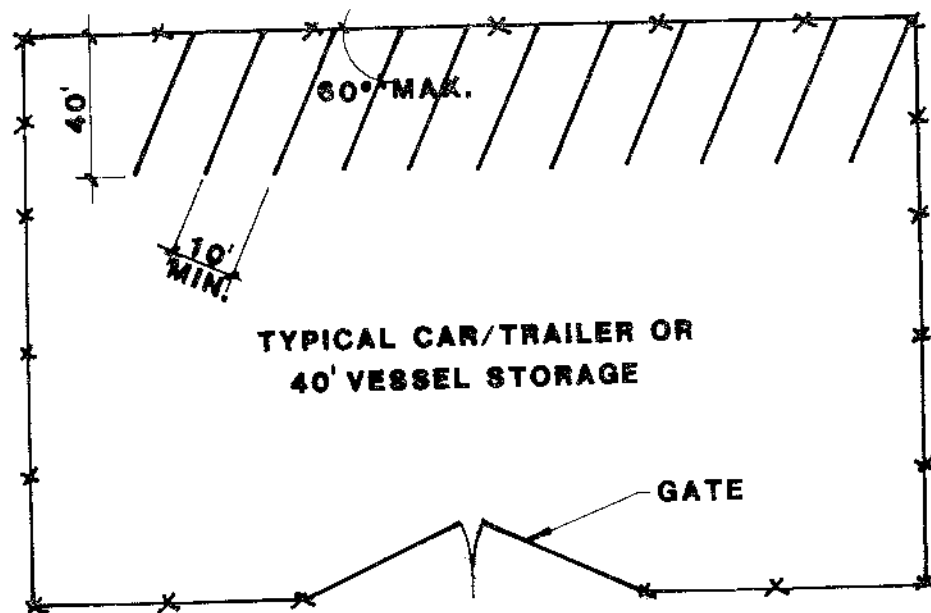 60° MAX.
40'
10'
MIN.
TYPICAL CAR/TRAILER OR
40' VESSEL STORAGE
GATE